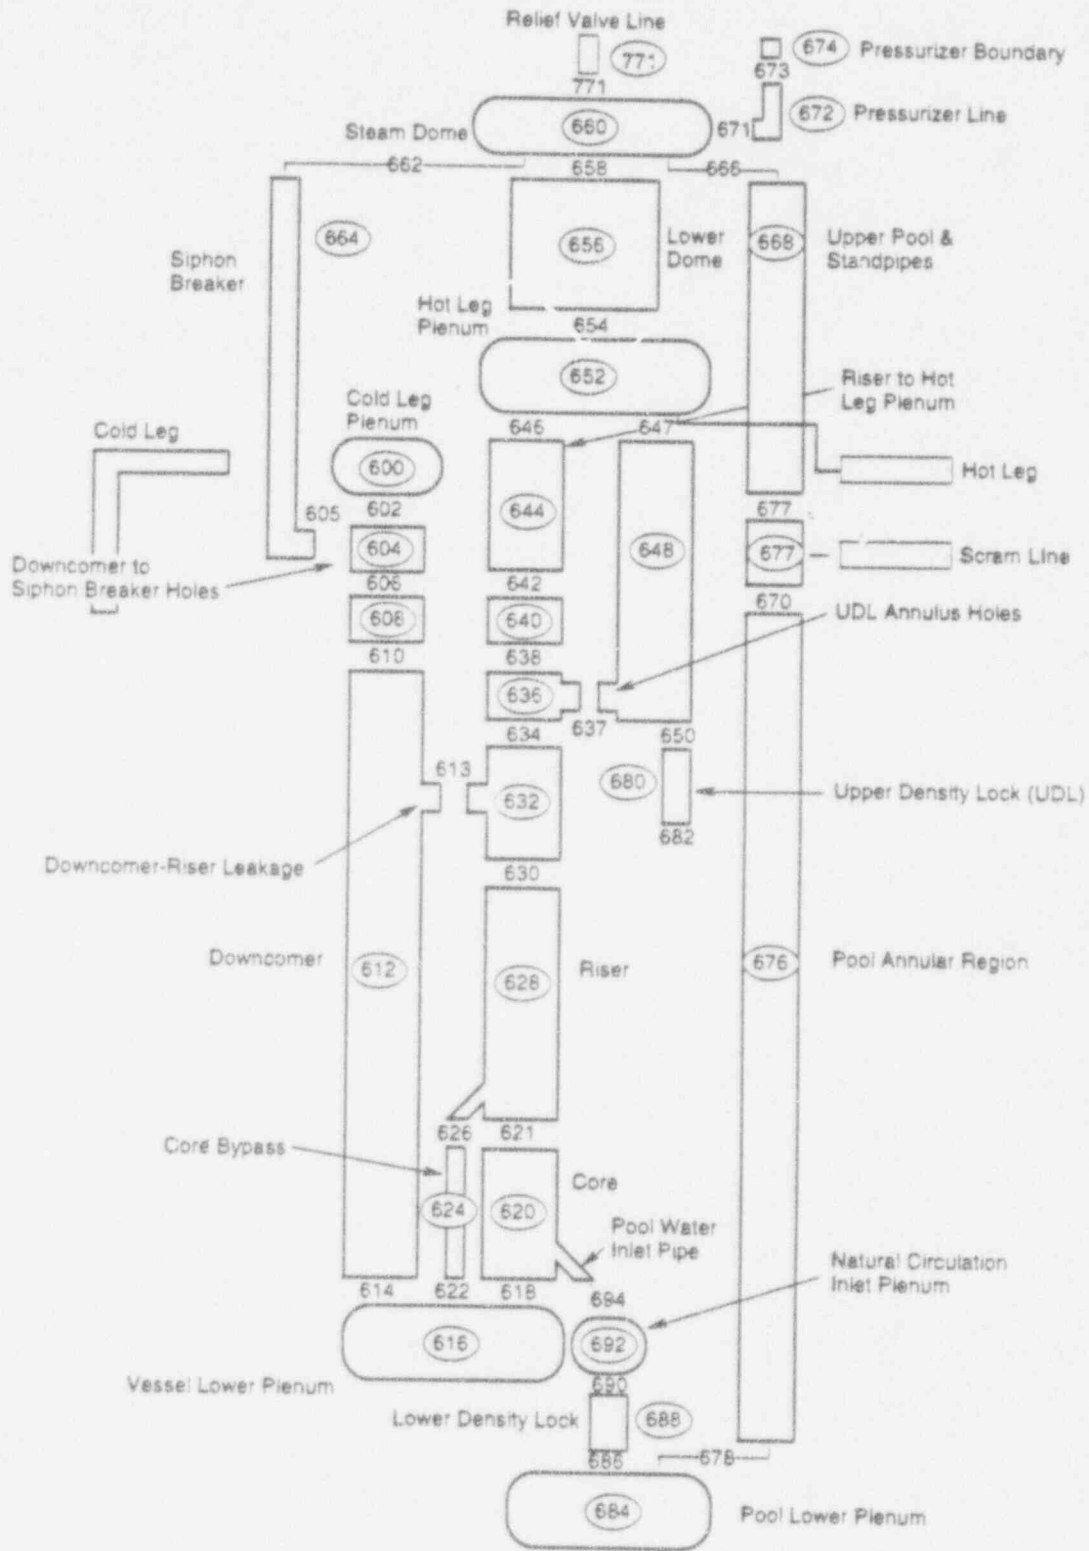 Relief Valve Line
771
771
674
Pressurizer Boundary
673
672
Pressurizer Line
671
Steam Dome
660
662
658
666
664
Siphon
Breaker
656
Lower
Dome
668
Upper Pool &
Standpipes
Hot Leg
Plenum
654
652
Riser to Hot
Leg Plenum
Cold Leg
Plenum
Cold Leg
646
647
600
Hot Leg
602
605
644
677
604
648
677
Scram Line
Downcomer to
Siphon Breaker Holes
606
642
670
608
640
UDL Annulus Holes
610
638
636
637
634
650
613
680
632
Upper Density Lock (UDL)
682
Downcomer-Riser Leakage
630
Downcomer
612
628
Riser
676
Pool Annular Region
626
621
Core Bypass
Core
624
620
Pool Water
Inlet Pipe
Natural Circulation
Inlet Plenum
614
622
618
694
616
692
Vessel Lower Plenum
690
Lower Density Lock
688
686
678
684
Pool Lower Plenum